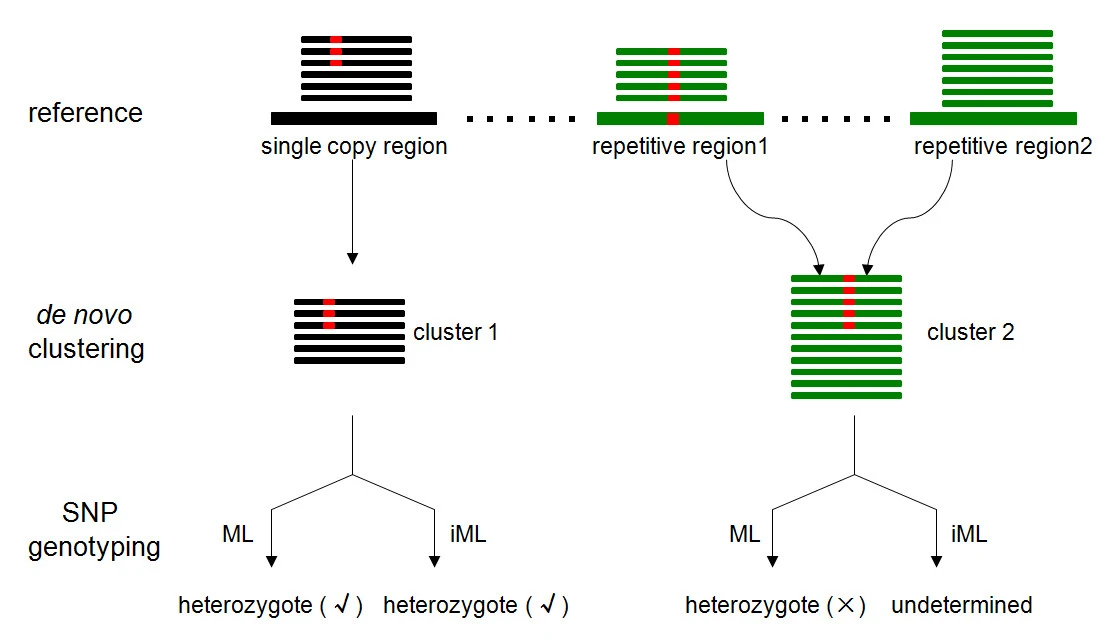 reference
single copy region
repetitive region1
repetitive region2
de novo
clustering
cluster 1
cluster 2
SNP
genotyping
ML
iML
ML
iML
heterozygote ( √ )
heterozygote ( √ )
heterozygote ( × )
undetermined